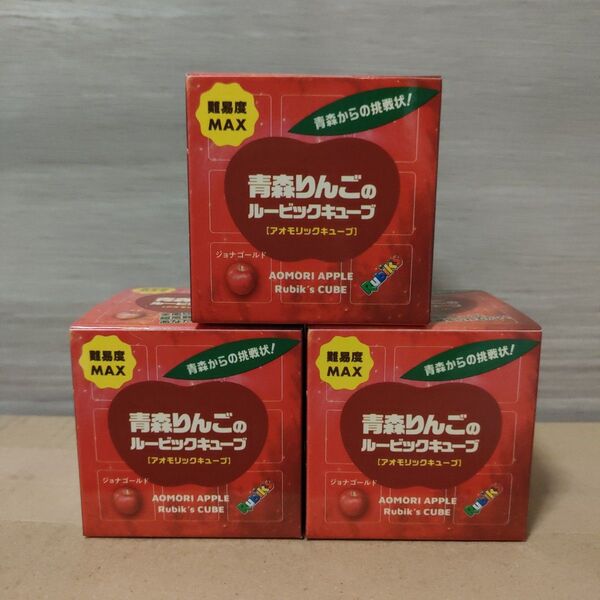 難易度
MAX
青森からの挑戦状!
青森りんごの
ルービックキューブ
[アオモリックキューブ]
ジョナゴールド
AOMORI APPLE
Rubik's CUBE
Rubik's
難易度
MAX
青森からの挑戦状!
青森りんごの
ルービックキューブ
[アオモリックキューブ]
ジョナゴールド
AOMORI APPLE
Rubik's CUBE
Rubik's
難易度
MAX
青森からの挑戦状!
青森りんごの
ルービックキューブ
[アオモリックキューブ]
ジョナゴールド
AOMORI APPLE
Rubik's CUBE
Rubik's